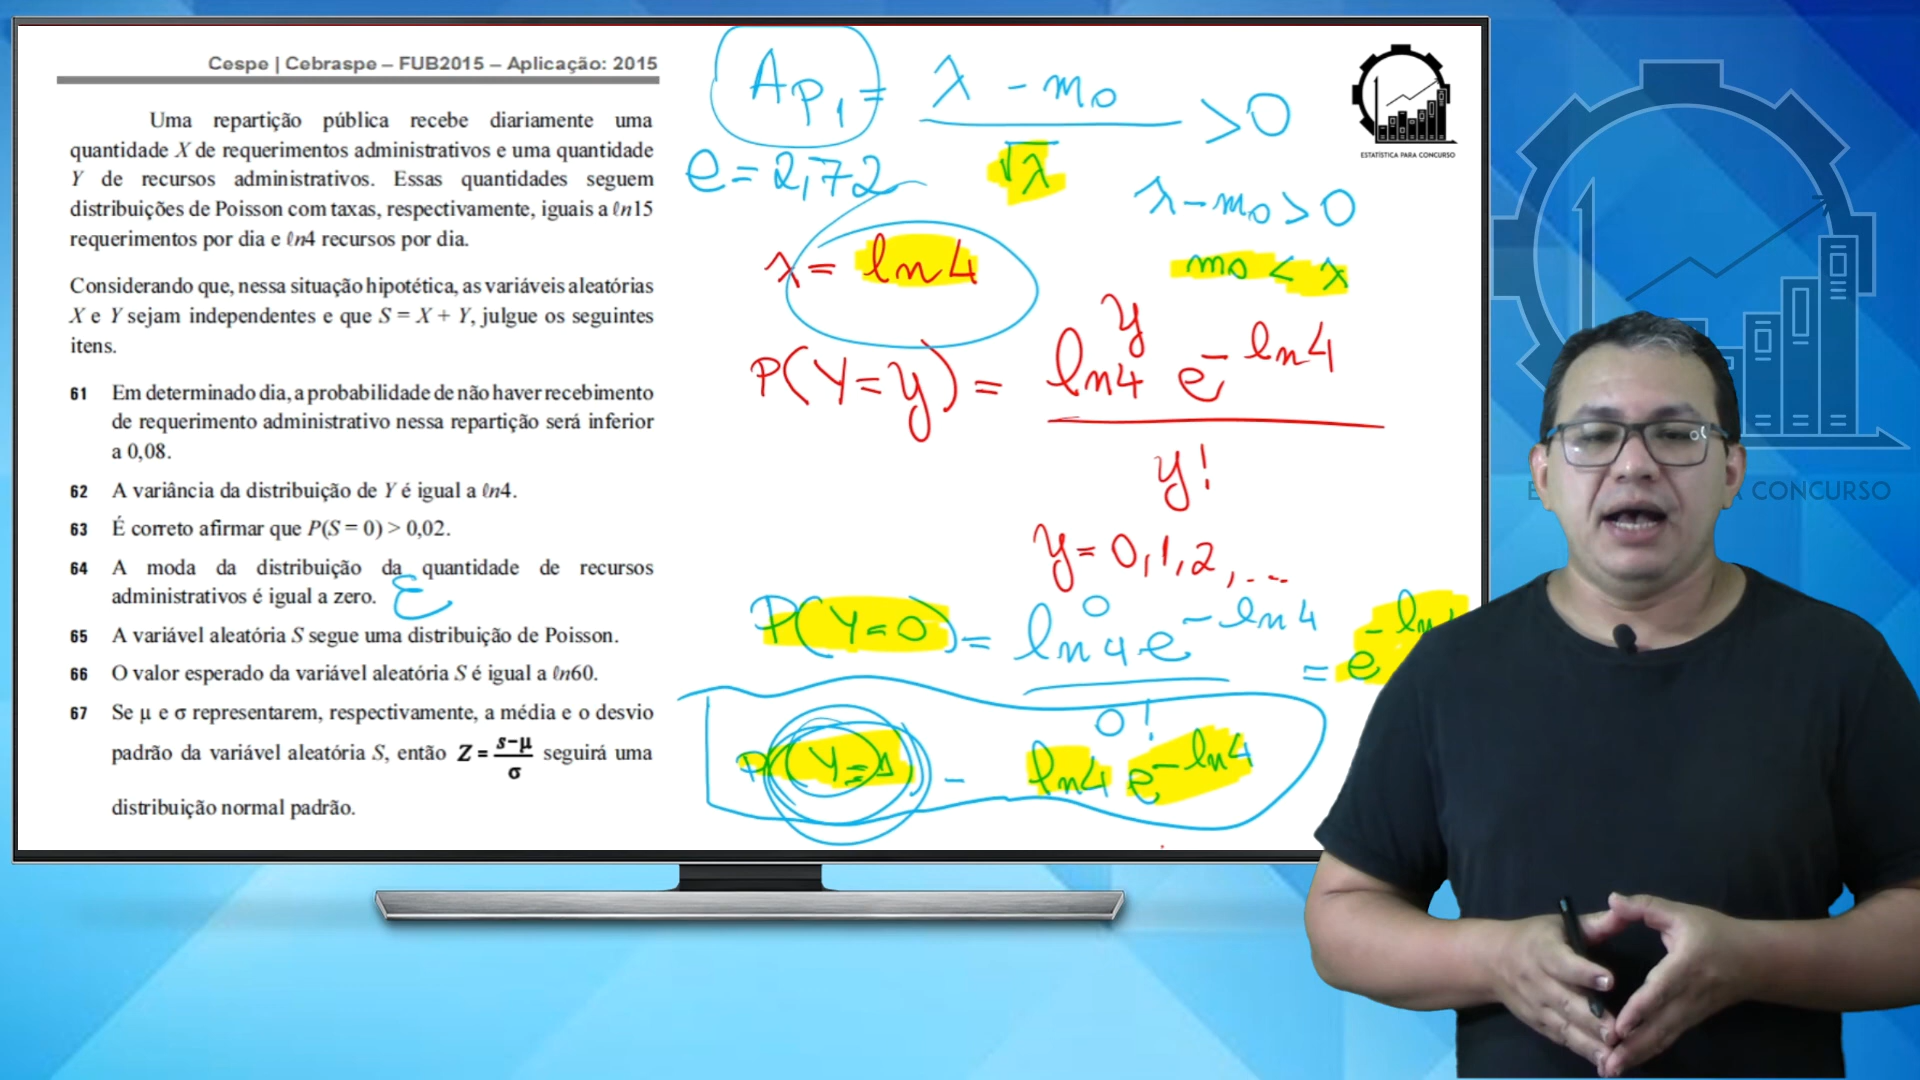 Cespe | Cebraspe – FUB2015 – Aplicação: 2015
Uma repartição pública recebe diariamente uma
quantidade X de requerimentos administrativos e uma quantidade
Y de recursos administrativos. Essas quantidades seguem
distribuições de Poisson com taxas, respectivamente, iguais a ℓn15
requerimentos por dia e ℓn4 recursos por dia.
Considerando que, nessa situação hipotética, as variáveis aleatórias
X e Y sejam independentes e que S = X + Y, julgue os seguintes
itens.
61 Em determinado dia, a probabilidade de não haver recebimento
de requerimento administrativo nessa repartição será inferior
a 0,08.
62 A variância da distribuição de Y é igual a ℓn4.
63 É correto afirmar que P(S = 0) > 0,02.
64 A moda da distribuição da quantidade de recursos
administrativos é igual a zero. E
65 A variável aleatória S segue uma distribuição de Poisson.
66 O valor esperado da variável aleatória S é igual a ℓn60.
67 Se μ e σ representarem, respectivamente, a média e o desvio
padrão da variável aleatória S, então Z = s-μ/σ seguirá uma
distribuição normal padrão.
Ap1 = λ - mo / √λ > 0
e = 2,72
λ - mo > 0
λ = ln4
mo < λ
P(Y=y) = ln4^y e^-ln4 / y!
y = 0,1,2,...
P(Y=0) = ln4^0 e^-ln4 / 0! = e^-ln
P(Y=1) = ln4 e^-ln4
ESTATÍSTICA PARA CONCURSO
E
A CONCURSO